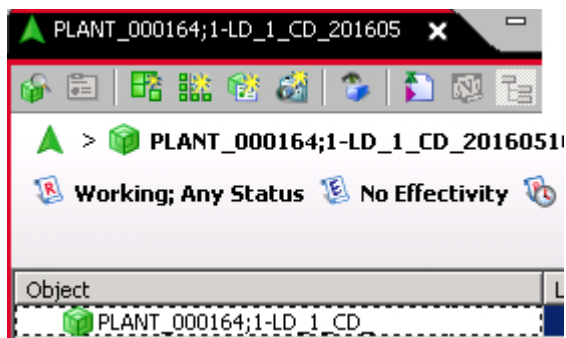 PLANT_000164;1-LD_1_CD_201605
> PLANT_000164;1-LD_1_CD_2016051
Working; Any Status No Effectivity
Object L
PLANT_000164;1-LD_1_CD_